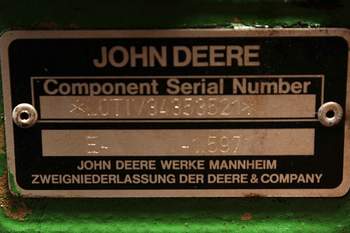 JOHN DEERE
Component Serial Number
JOHN DEERE WERKE MANNHEIM
ZWEIGNIEDERLASSUNG DER DEERE & COMPANY